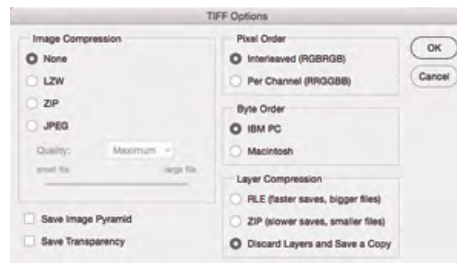 TIFF Options
Image Compression
None
LZW
ZIP
JPEG
Quality: Maximum
small file large file
Save Image Pyramid
Save Transparency
Pixel Order
Interleaved (RGBRGB)
Per Channel (RRGGBB)
Byte Order
IBM PC
Macintosh
Layer Compression
RLE (faster saves, bigger files)
ZIP (slower saves, smaller files)
Discard Layers and Save a Copy
OK
Cancel